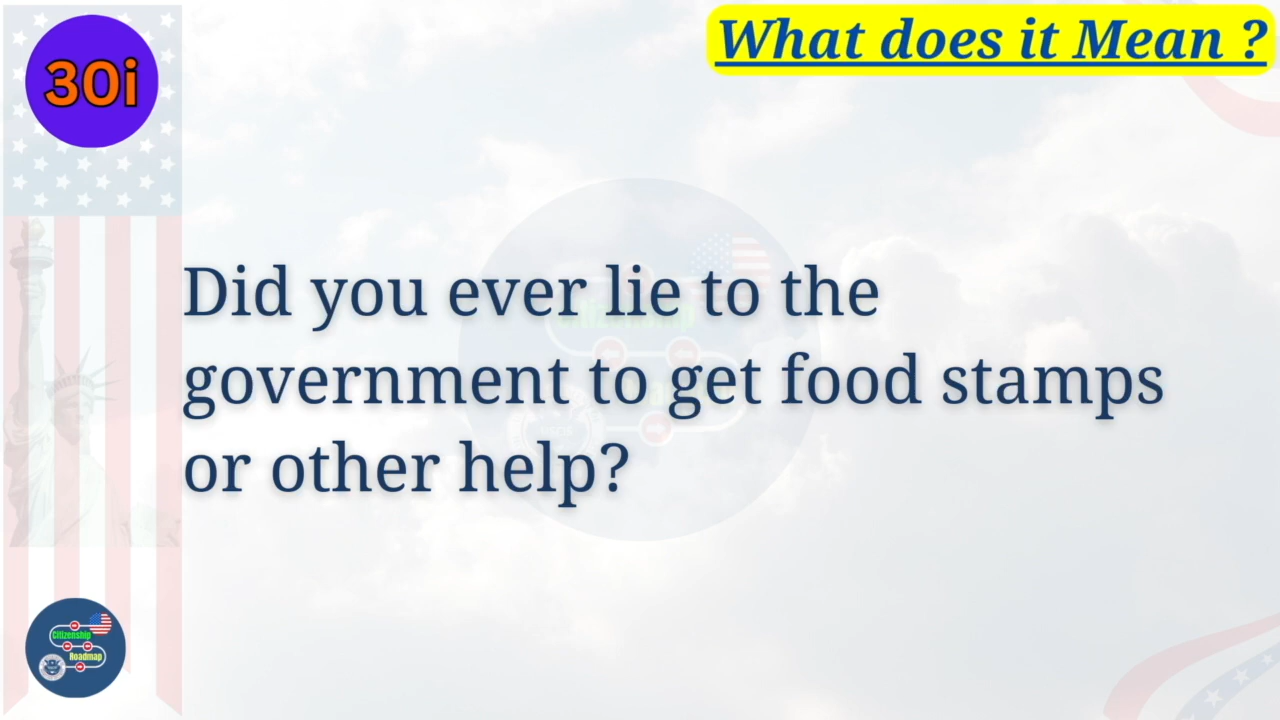 30i
What does it Mean ?
Did you ever lie to the
government to get food stamps
or other help?
Citizenship
Roadmap